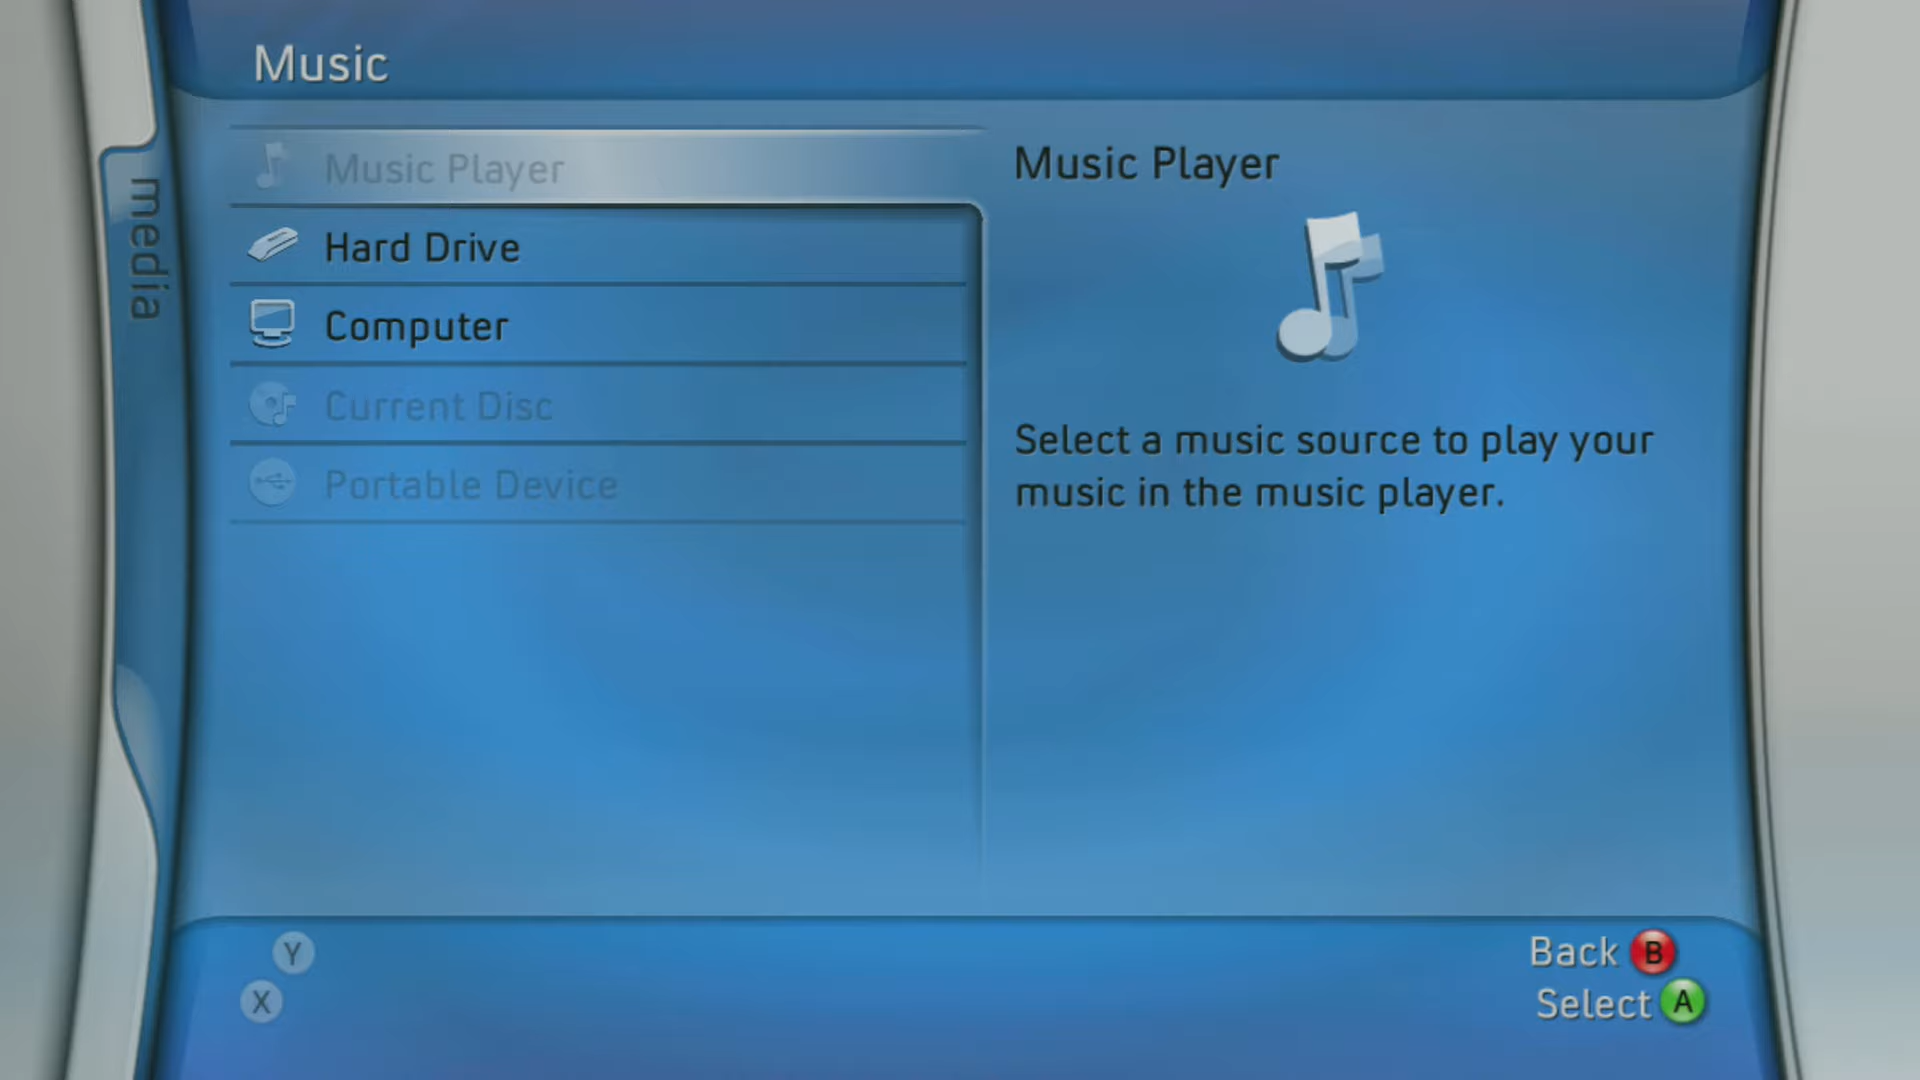 Music
media
Music Player
Hard Drive
Computer
Current Disc
Portable Device
Music Player
Select a music source to play your
music in the music player.
Y
X
Back B
Select A